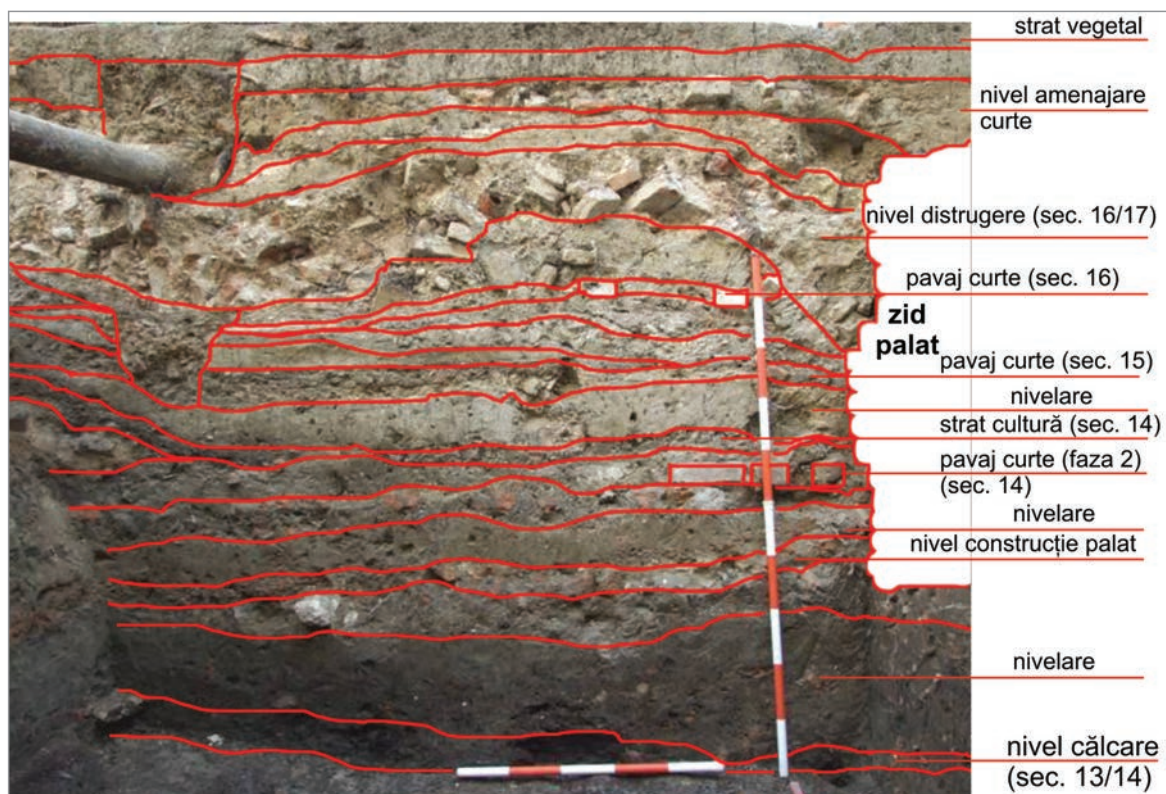 strat vegetal
nivel amenajare
curte
nivel distrugere (sec. 16/17)
pavaj curte (sec. 16)
zid
palat
pavaj curte (sec. 15)
nivelare
strat cultură (sec. 14)
pavaj curte (faza 2)
(sec. 14)
nivelare
nivel construcție palat
nivelare
nivel călcare
(sec. 13/14)